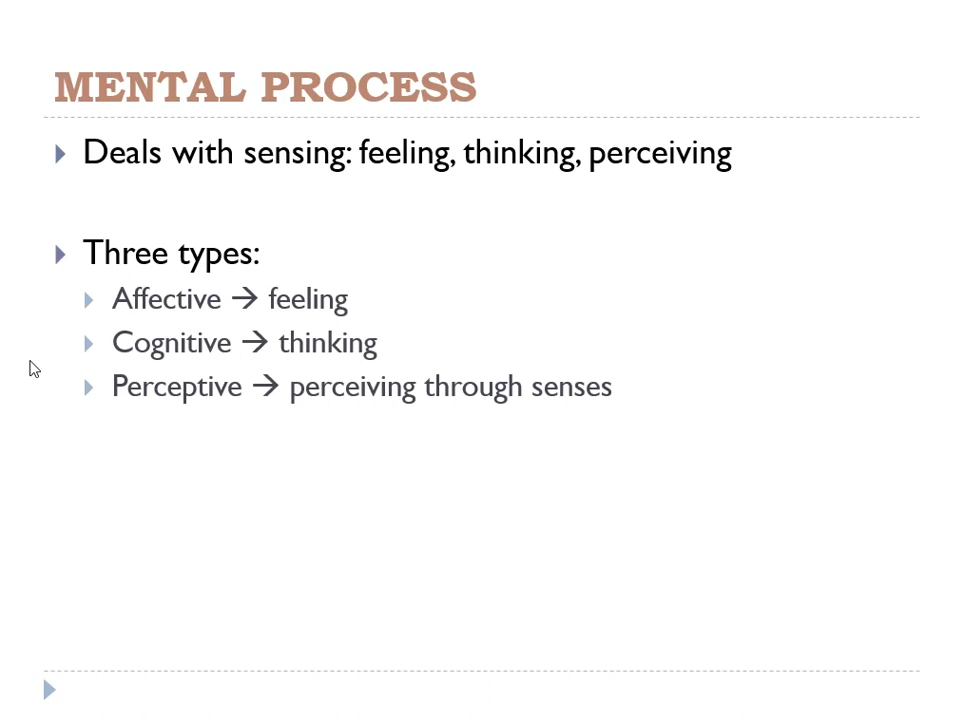 MENTAL PROCESS
Deals with sensing: feeling, thinking, perceiving
Three types:
Affective → feeling
Cognitive → thinking
Perceptive → perceiving through senses